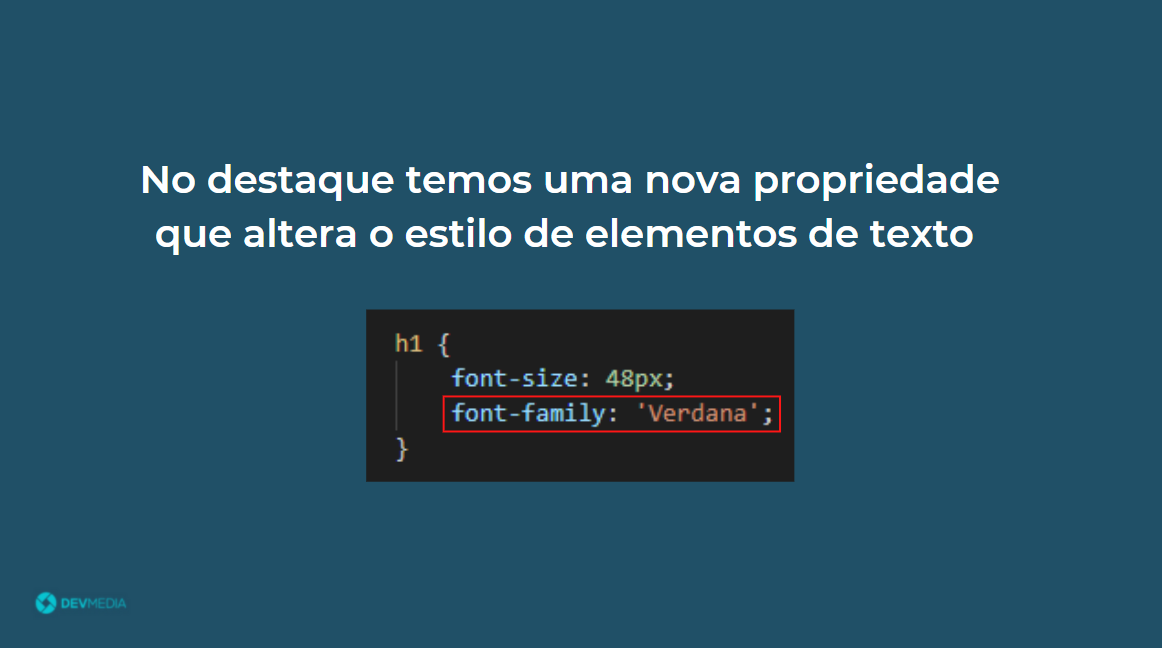 No destaque temos uma nova propriedade
que altera o estilo de elementos de texto
h1 {
    font-size: 48px;
    font-family: 'Verdana';
}
DEVMEDIA